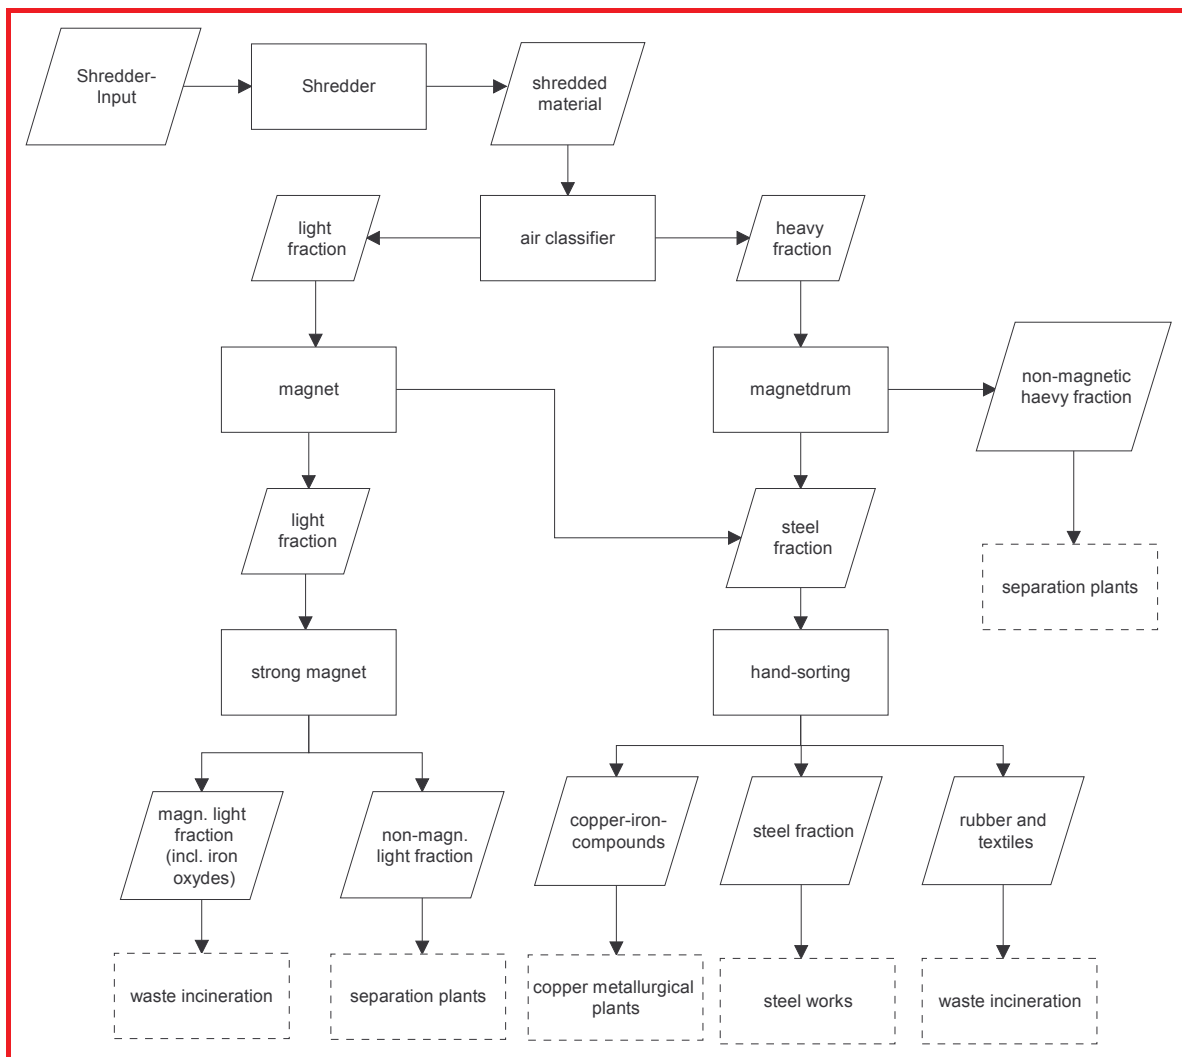 Shredder-
Input
Shredder
shredded
material
light
fraction
air classifier
heavy
fraction
magnet
magnetdrum
non-magnetic
haevy fraction
light
fraction
steel
fraction
separation plants
strong magnet
hand-sorting
magn. light
fraction
(incl. iron
oxydes)
non-magn.
light fraction
copper-iron-
compounds
steel fraction
rubber and
textiles
waste incineration
separation plants
copper metallurgical
plants
steel works
waste incineration